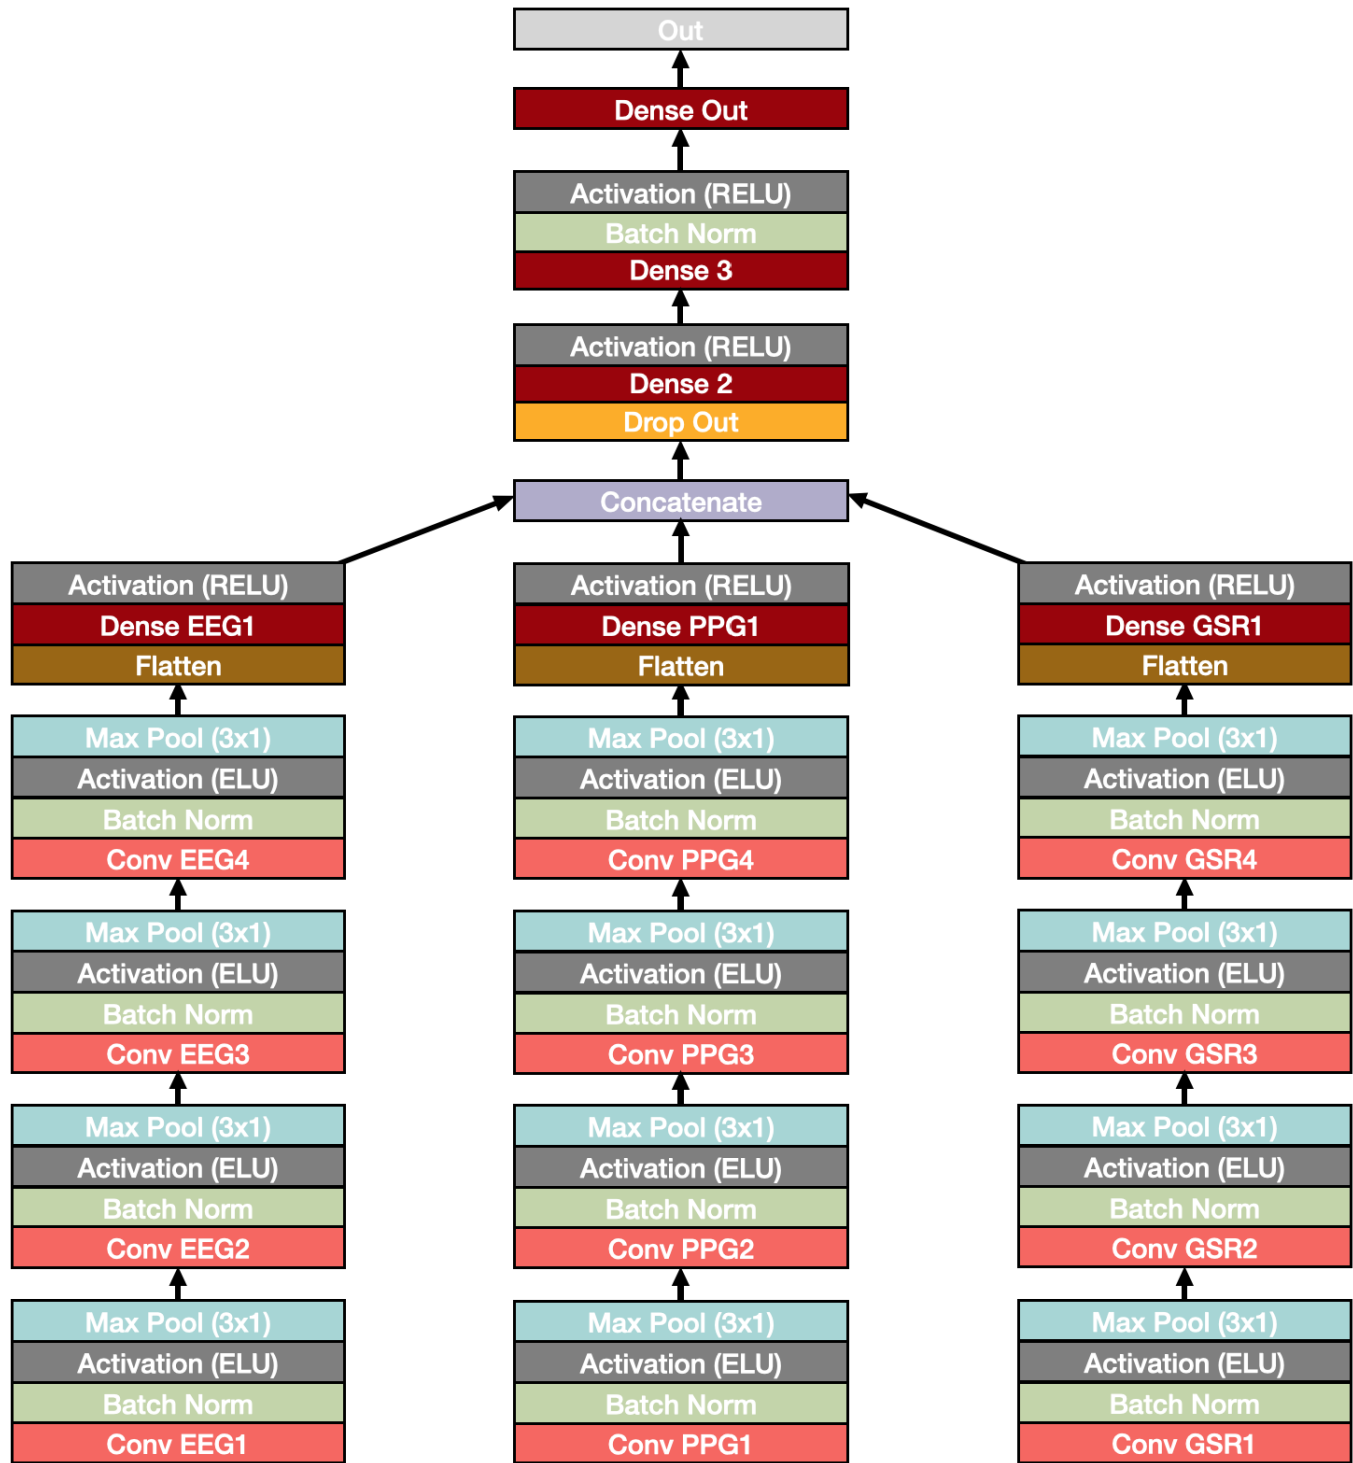 Out
Dense Out
Activation (RELU)
Batch Norm
Dense 3
Activation (RELU)
Dense 2
Drop Out
Concatenate
Activation (RELU)
Dense EEG1
Flatten
Max Pool (3x1)
Activation (ELU)
Batch Norm
Conv EEG4
Max Pool (3x1)
Activation (ELU)
Batch Norm
Conv EEG3
Max Pool (3x1)
Activation (ELU)
Batch Norm
Conv EEG2
Max Pool (3x1)
Activation (ELU)
Batch Norm
Conv EEG1
Activation (RELU)
Dense PPG1
Flatten
Max Pool (3x1)
Activation (ELU)
Batch Norm
Conv PPG4
Max Pool (3x1)
Activation (ELU)
Batch Norm
Conv PPG3
Max Pool (3x1)
Activation (ELU)
Batch Norm
Conv PPG2
Max Pool (3x1)
Activation (ELU)
Batch Norm
Conv PPG1
Activation (RELU)
Dense GSR1
Flatten
Max Pool (3x1)
Activation (ELU)
Batch Norm
Conv GSR4
Max Pool (3x1)
Activation (ELU)
Batch Norm
Conv GSR3
Max Pool (3x1)
Activation (ELU)
Batch Norm
Conv GSR2
Max Pool (3x1)
Activation (ELU)
Batch Norm
Conv GSR1